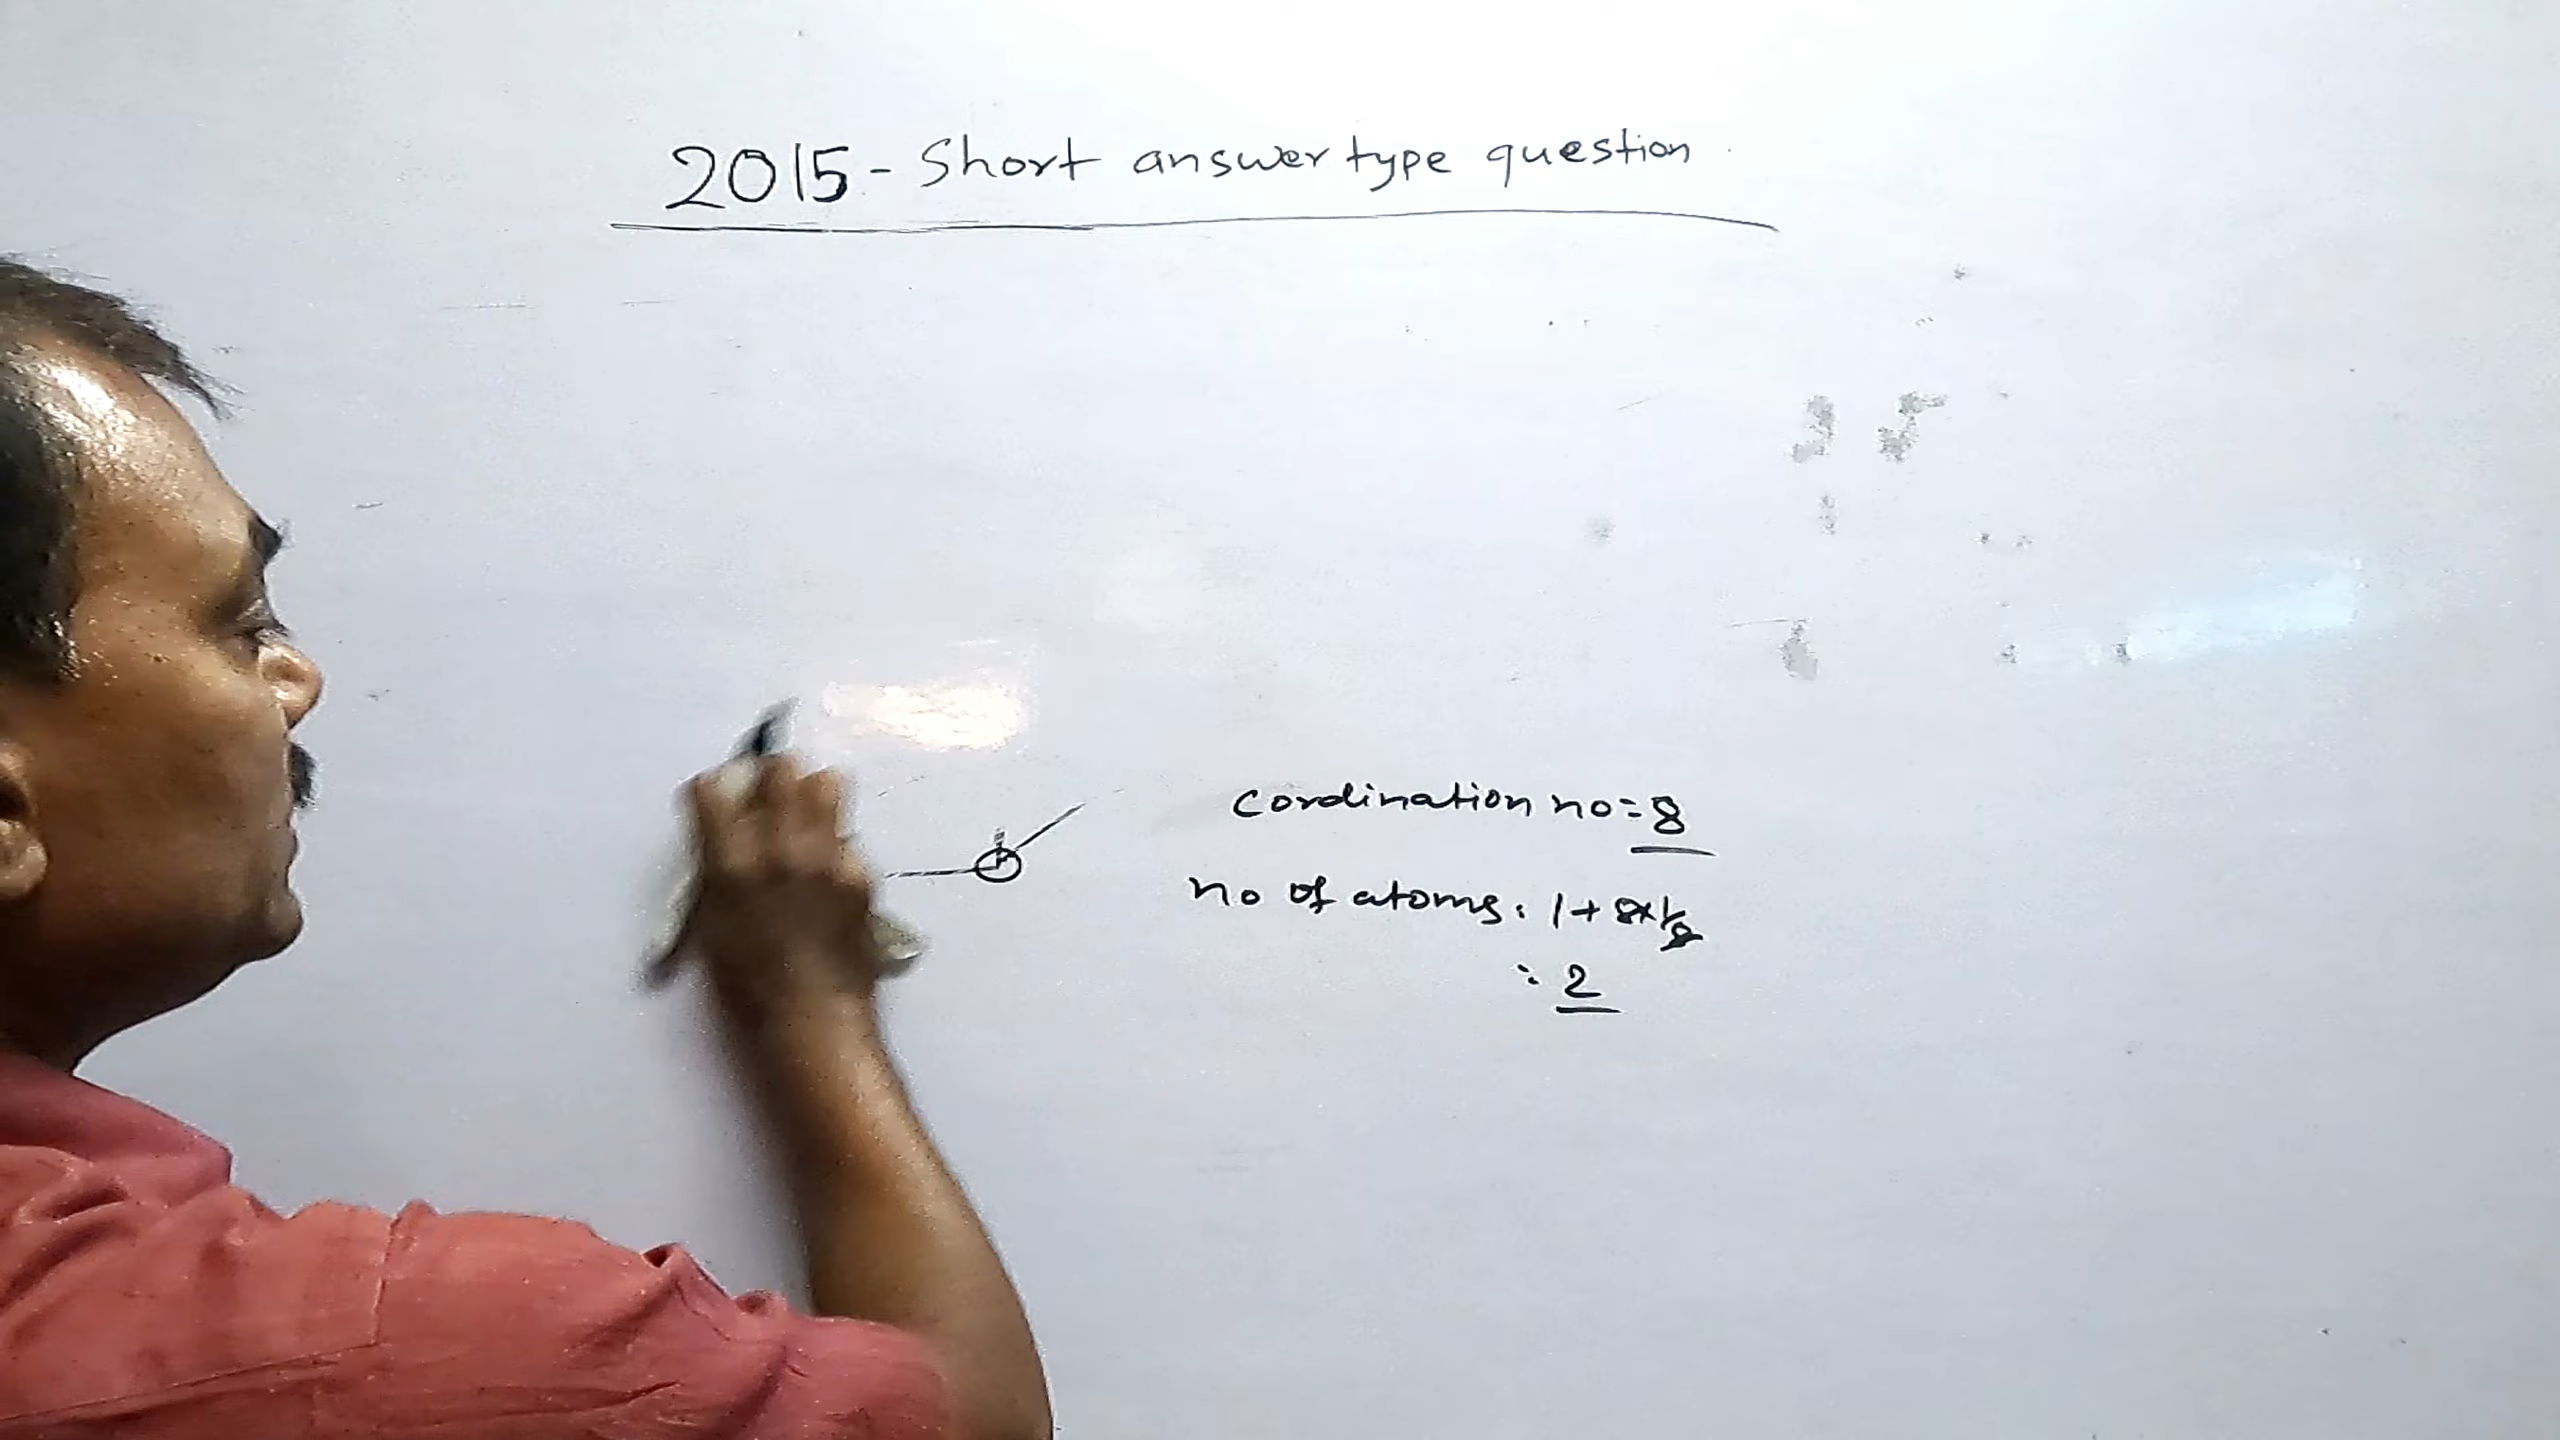 2015 - Short answer type question
cordination no = 8
no of atoms: 1 + 8×1/8
: 2